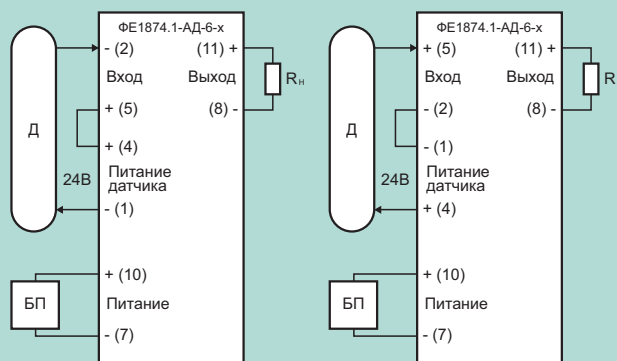 ФЕ1874.1-АД-6-х
- (2)
(11) +
Вход
Выход
Rн
+ (5)
(8) -
Д
+ (4)
24В
Питание
датчика
- (1)
+ (10)
БП
Питание
- (7)
ФЕ1874.1-АД-6-х
+ (5)
(11) +
Вход
Выход
R
- (2)
(8) -
Д
- (1)
24В
Питание
датчика
+ (4)
+ (10)
БП
Питание
- (7)